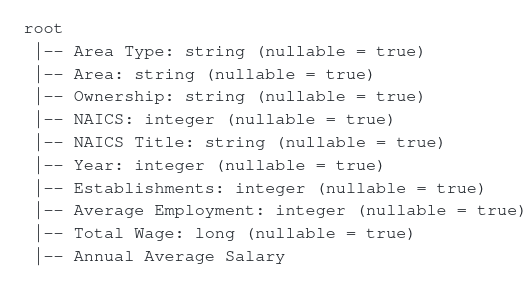 root
|-- Area Type: string (nullable = true)
|-- Area: string (nullable = true)
|-- Ownership: string (nullable = true)
|-- NAICS: integer (nullable = true)
|-- NAICS Title: string (nullable = true)
|-- Year: integer (nullable = true)
|-- Establishments: integer (nullable = true)
|-- Average Employment: integer (nullable = true)
|-- Total Wage: long (nullable = true)
|-- Annual Average Salary